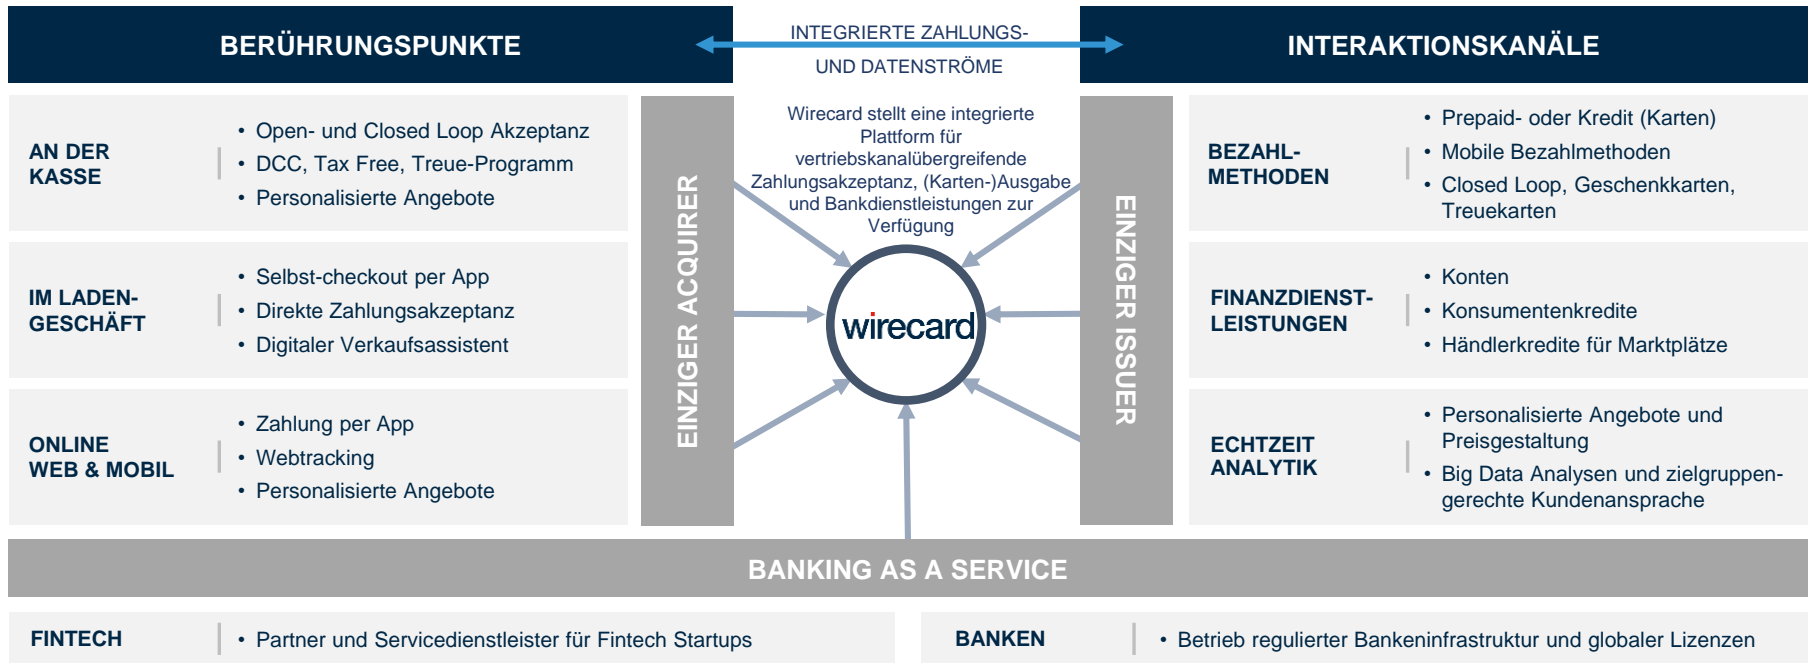 BERÜHRUNGSPUNKTE
INTEGRIERTE ZAHLUNGS-
UND DATENSTRÖME
INTERAKTIONSKANÄLE
AN DER
KASSE
• Open- und Closed Loop Akzeptanz
• DCC, Tax Free, Treue-Programm
• Personalisierte Angebote
IM LADEN-
GESCHÄFT
• Selbst-checkout per App
• Direkte Zahlungsakzeptanz
• Digitaler Verkaufsassistent
ONLINE
WEB & MOBIL
• Zahlung per App
• Webtracking
• Personalisierte Angebote
EINZIGER ACQUIRER
Wirecard stellt eine integrierte
Plattform für
vertriebskanalübergreifende
Zahlungsakzeptanz, (Karten-)Ausgabe
und Bankdienstleistungen zur
Verfügung
wirecard
EINZIGER ISSUER
BEZAHL-
METHODEN
• Prepaid- oder Kredit (Karten)
• Mobile Bezahlmethoden
• Closed Loop, Geschenkkarten,
Treuekarten
FINANZDIENST-
LEISTUNGEN
• Konten
• Konsumentenkredite
• Händlerkredite für Marktplätze
ECHTZEIT
ANALYTIK
• Personalisierte Angebote und
Preisgestaltung
• Big Data Analysen und zielgruppen-
gerechte Kundenansprache
BANKING AS A SERVICE
FINTECH
• Partner und Servicedienstleister für Fintech Startups
BANKEN
• Betrieb regulierter Bankeninfrastruktur und globaler Lizenzen